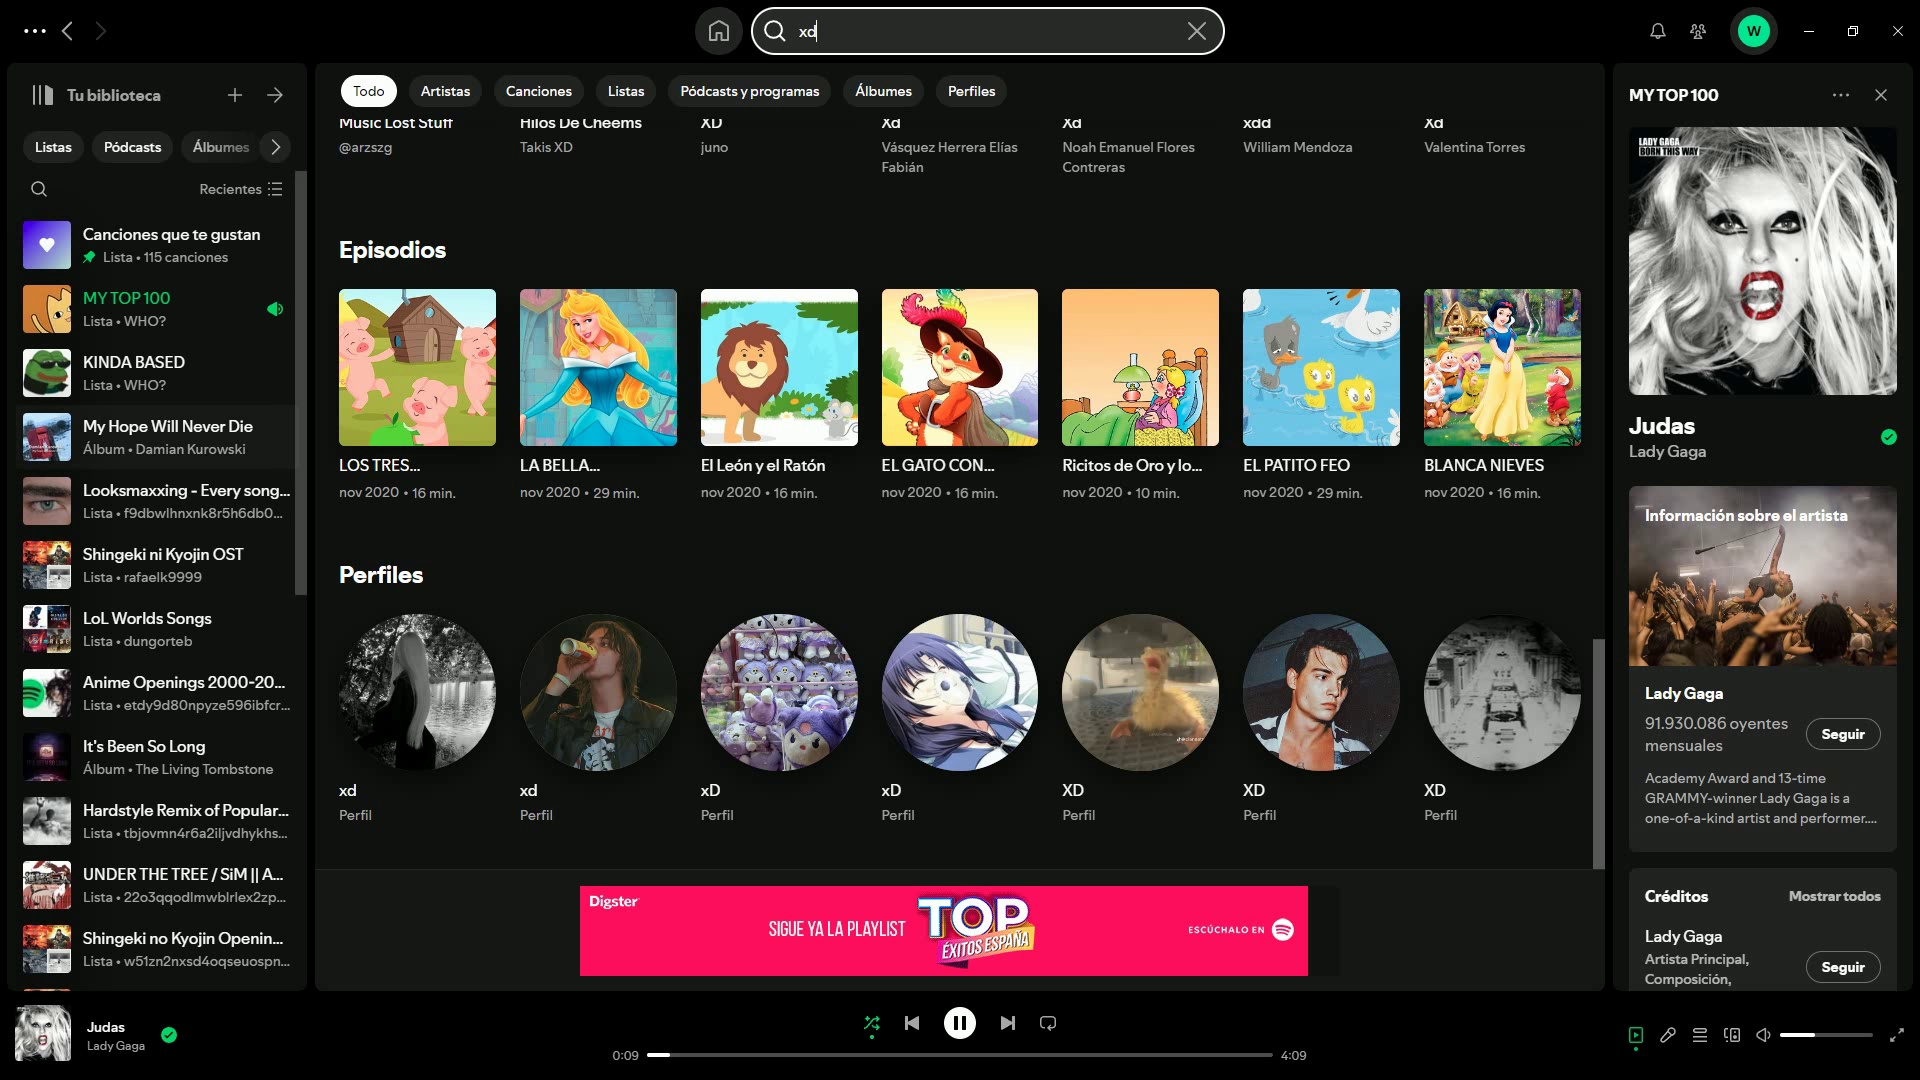 xd
W
Tu biblioteca
Listas
Pódcasts
Álbumes
Recientes
Canciones que te gustan
Lista • 115 canciones
MY TOP 100
Lista • WHO?
KINDA BASED
Lista • WHO?
My Hope Will Never Die
Álbum • Damian Kurowski
Looksmaxxing - Every song...
Lista • f9dbwlhnxnk8r5h6db0...
Shingeki ni Kyojin OST
Lista • rafaelk9999
LoL Worlds Songs
Lista • dungorteb
Anime Openings 2000-20...
Lista • etdy9d80npyze596ibfcr...
It's Been So Long
Álbum • The Living Tombstone
Hardstyle Remix of Popular...
Lista • tbjovmn4r6a2iljvdhykhs...
UNDER THE TREE / SiM || A...
Lista • 22o3qqodlmwblrlex2zp...
Shingeki no Kyojin Openin...
Lista • w51zn2nxsd4oqseuospn...
Todo
Artistas
Canciones
Listas
Pódcasts y programas
Álbumes
Perfiles
Music Lost Stuff
@arzszg
Hilos De Cheems
Takis XD
XD
juno
Xd
Vásquez Herrera Elías
Fabián
Xd
Noah Emanuel Flores
Contreras
xdd
William Mendoza
Xd
Valentina Torres
Episodios
LOS TRES...
nov 2020 • 16 min.
LA BELLA...
nov 2020 • 29 min.
El León y el Ratón
nov 2020 • 16 min.
EL GATO CON...
nov 2020 • 16 min.
Ricitos de Oro y lo...
nov 2020 • 10 min.
EL PATITO FEO
nov 2020 • 29 min.
BLANCA NIEVES
nov 2020 • 16 min.
Perfiles
xd
Perfil
xd
Perfil
xD
Perfil
xD
Perfil
XD
Perfil
XD
Perfil
XD
Perfil
Digster
SIGUE YA LA PLAYLIST
TOP
ÉXITOS ESPAÑA
ESCÚCHALO EN
MY TOP 100
LADY GAGA
BORN THIS WAY
Judas
Lady Gaga
Información sobre el artista
Lady Gaga
91.930.086 oyentes
mensuales
Seguir
Academy Award and 13-time
GRAMMY-winner Lady Gaga is a
one-of-a-kind artist and performer....
Créditos
Mostrar todos
Lady Gaga
Artista Principal,
Composición,
Seguir
Judas
Lady Gaga
0:09
4:09